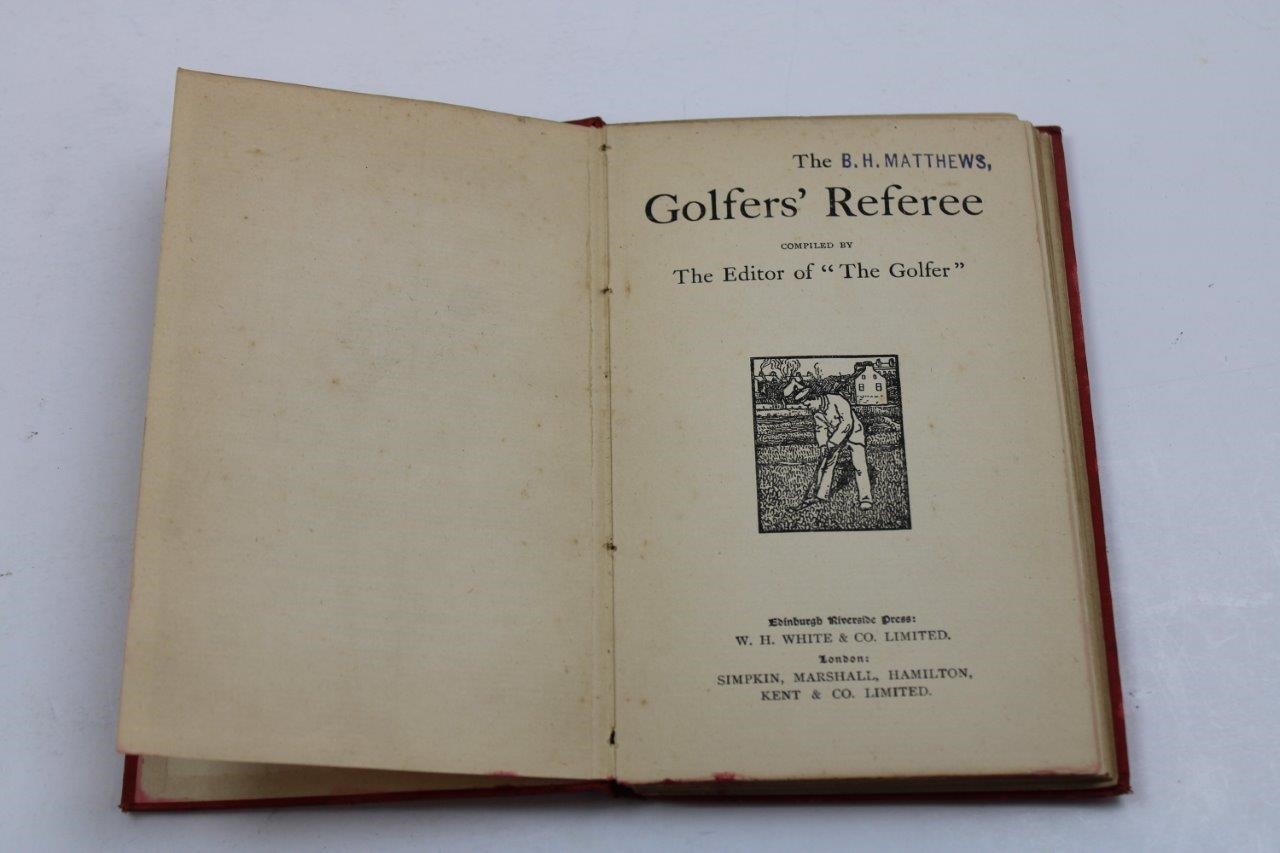 The B. H. MATTHEWS,
Golfers' Referee
COMPILED BY
The Editor of "The Golfer"
Edinburgh Riverside Press:
W. H. WHITE & CO. LIMITED.
London:
SIMPKIN, MARSHALL, HAMILTON,
KENT & CO. LIMITED.